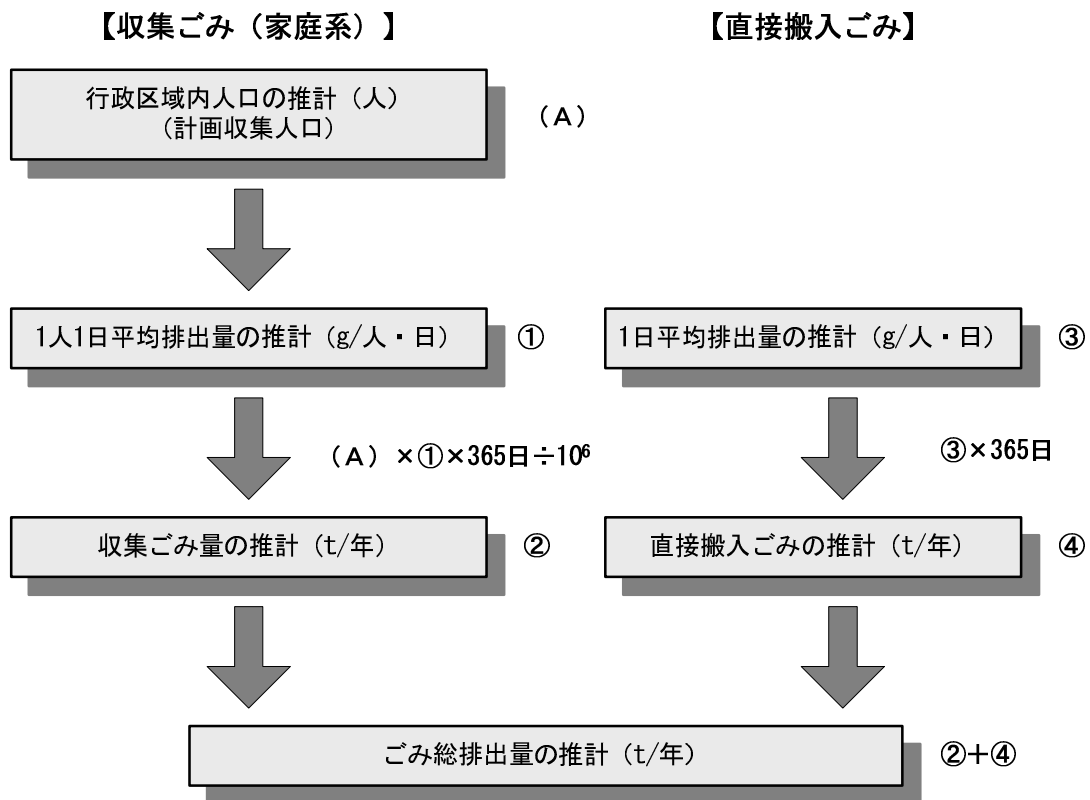 【収集ごみ（家庭系）】
【直接搬入ごみ】
行政区域内人口の推計（人）
（計画収集人口）
（A）
1人1日平均排出量の推計（g/人・日）
①
1日平均排出量の推計（g/人・日）
③
（A）×①×365日÷10⁶
③×365日
収集ごみ量の推計（t/年）
②
直接搬入ごみの推計（t/年）
④
ごみ総排出量の推計（t/年）
②＋④